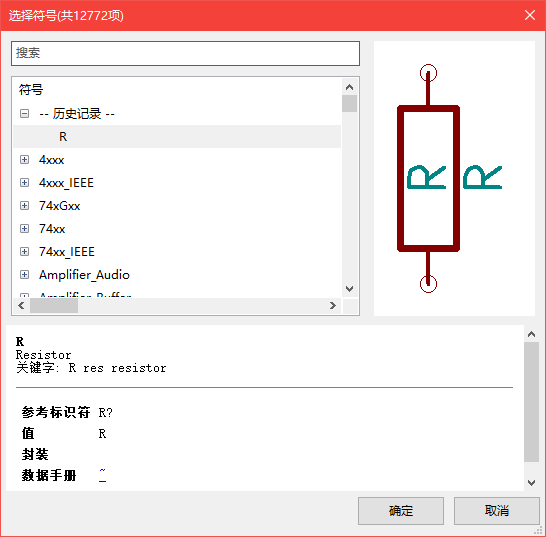 选择符号(共12772项)
搜索
符号
-- 历史记录 --
R
4xxx
4xxx_IEEE
74xGxx
74xx
74xx_IEEE
Amplifier_Audio
Amplifier_Buffer
R R
R
Resistor
关键字: R res resistor
参考标识符 R?
值 R
封装
数据手册 ~
确定 取消